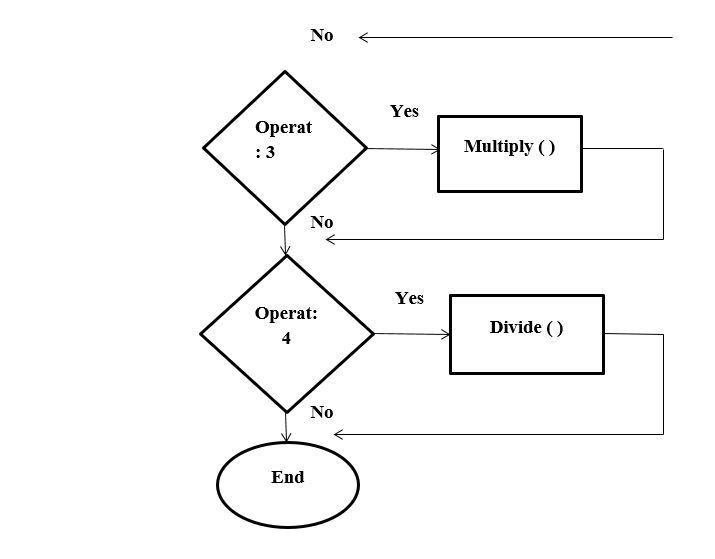 No
Yes
Operat
: 3
Multiply ( )
No
Yes
Operat:
4
Divide ( )
No
End